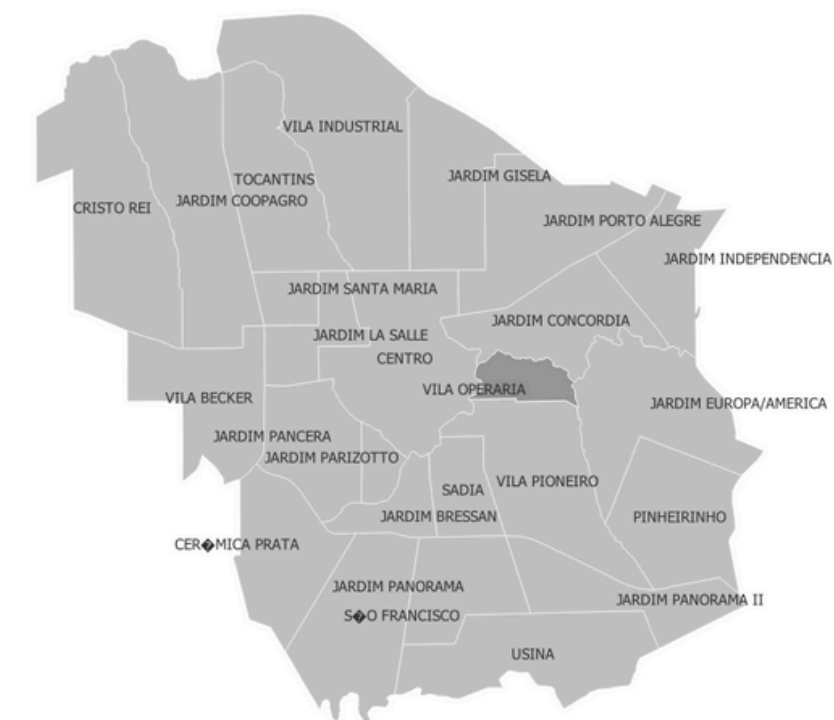 VILA INDUSTRIAL
JARDIM GISELA
TOCANTINS
JARDIM COOPAGRO
CRISTO REI
JARDIM PORTO ALEGRE
JARDIM INDEPENDENCIA
JARDIM SANTA MARIA
JARDIM CONCORDIA
JARDIM LA SALLE
CENTRO
VILA OPERARIA
VILA BECKER
JARDIM EUROPA/AMERICA
JARDIM PANCERA
JARDIM PARIZOTTO
VILA PIONEIRO
SADIA
JARDIM BRESSAN
PINHEIRINHO
CER�MICA PRATA
JARDIM PANORAMA
JARDIM PANORAMA II
S�O FRANCISCO
USINA